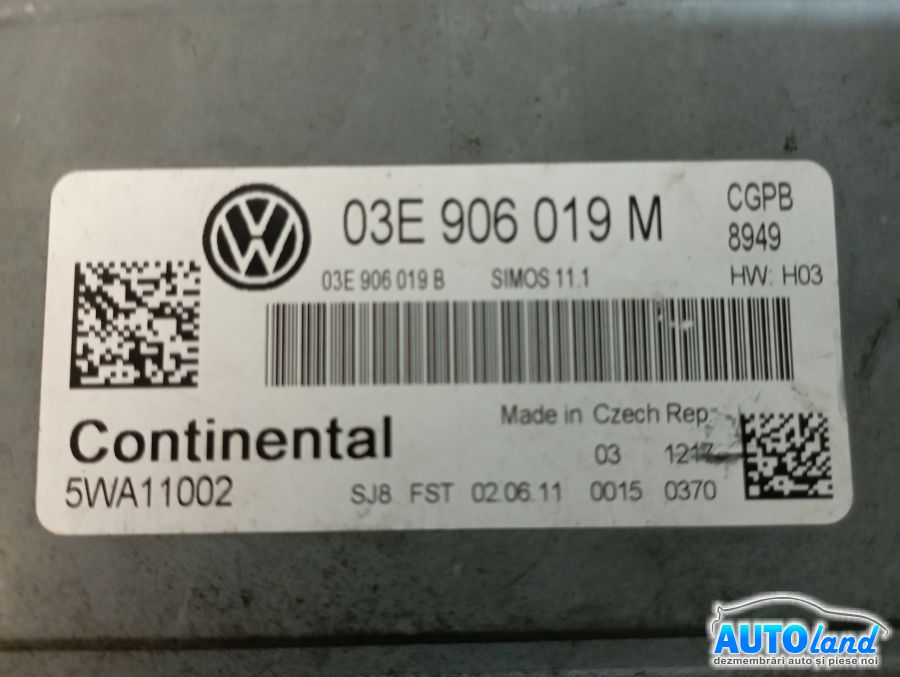 03E 906 019 M
CGPB
8949
03E 906 019 B SIMOS 11.1 HW: H03
Continental
Made in Czech Rep.
03 1217
5WA11002
SJ8 FST 02.06.11 0015 0370
AUTOland
dezmembrări auto și piese noi